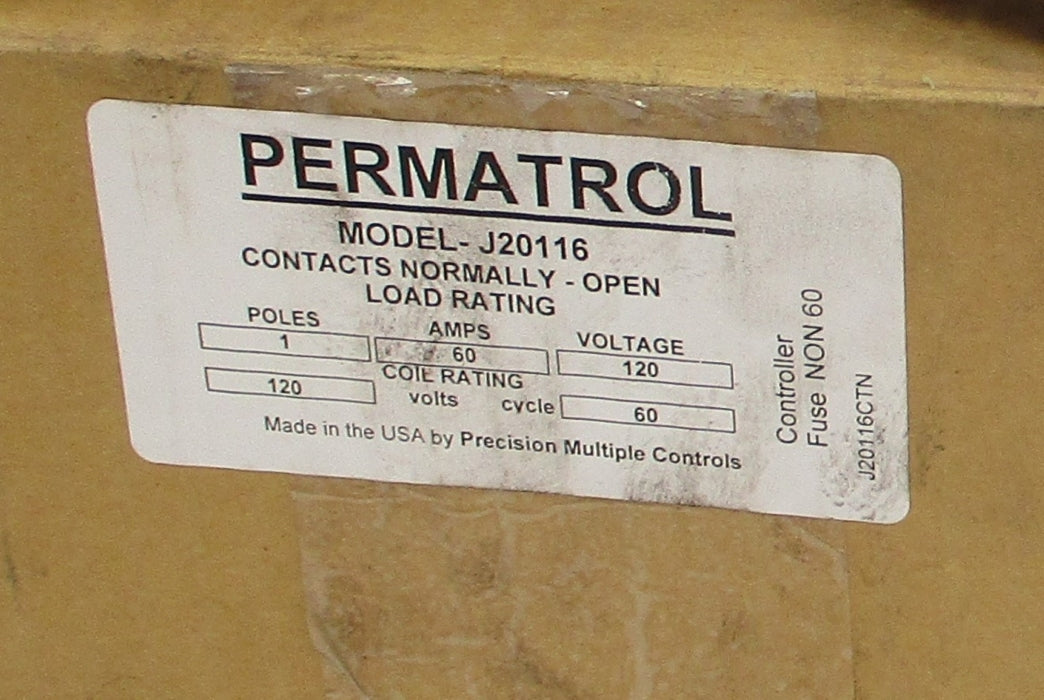 PERMATROL
MODEL- J20116
CONTACTS NORMALLY - OPEN
LOAD RATING
POLES AMPS VOLTAGE
1 60 120
COIL RATING
120 volts cycle 60
Made in the USA by Precision Multiple Controls
Controller
Fuse NON 60
J20116CTN